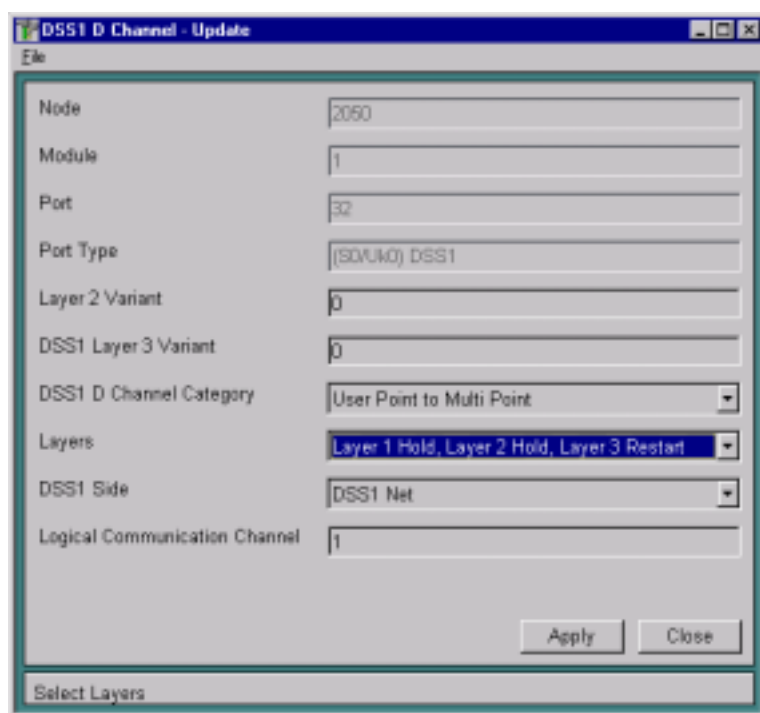 DSS1 D Channel - Update
File
Node 2050
Module 1
Port 32
Port Type (S0/Uk0) DSS1
Layer 2 Variant 0
DSS1 Layer 3 Variant 0
DSS1 D Channel Category User Point to Multi Point
Layers Layer 1 Hold, Layer 2 Hold, Layer 3 Restart
DSS1 Side DSS1 Net
Logical Communication Channel 1
Apply Close
Select Layers